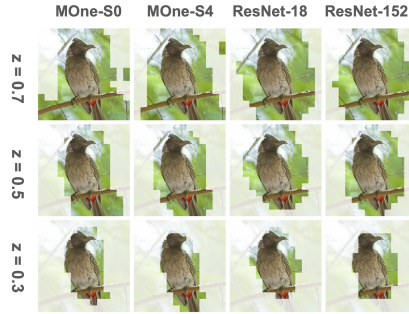 MOne-S0 MOne-S4 ResNet-18 ResNet-152
z = 0.7
z = 0.5
z = 0.3